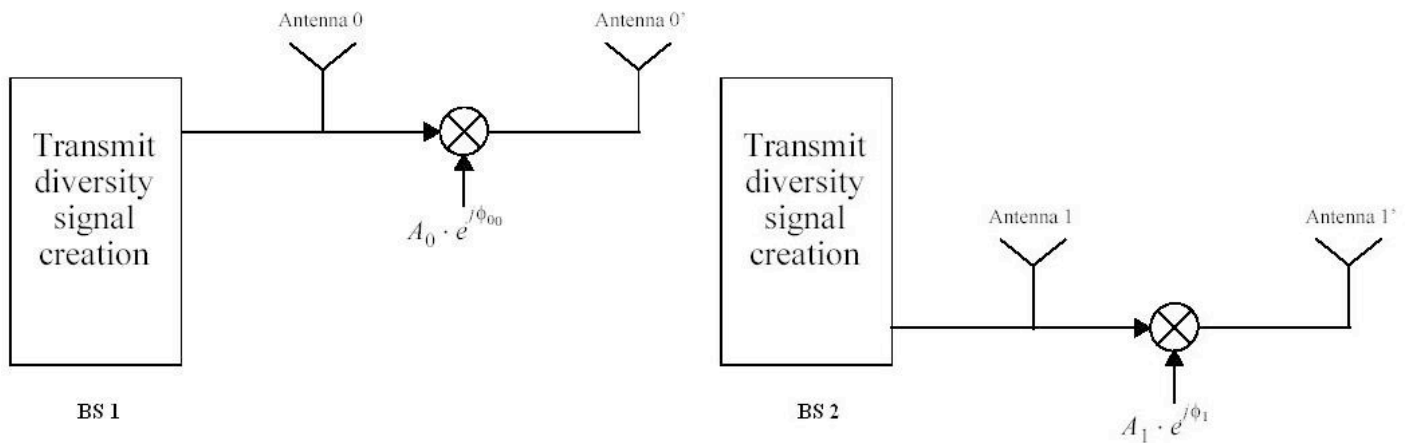 Antenna 0
Antenna 0'
Transmit
diversity
signal
creation
A₀ · e^{jϕ₀₀}
BS 1
Transmit
diversity
signal
creation
Antenna 1
Antenna 1'
A₁ · e^{jϕ₁}
BS 2